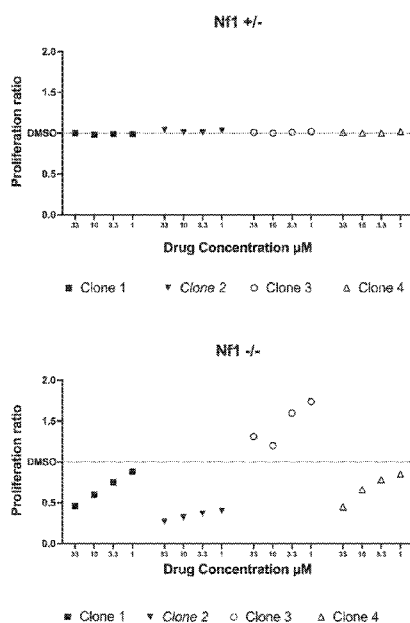 Nf1 +/-
Proliferation ratio
2.0
1.5
DMSO
0.5
0.0
33 10 3.3 1 33 10 3.3 1 33 10 3.3 1 33 10 3.3 1
Drug Concentration µM
Clone 1 Clone 2 Clone 3 Clone 4
Nf1 -/-
Proliferation ratio
2.0
1.5
DMSO
0.5
0.0
33 10 3.3 1 33 10 3.3 1 33 10 3.3 1 33 10 3.3 1
Drug Concentration µM
Clone 1 Clone 2 Clone 3 Clone 4